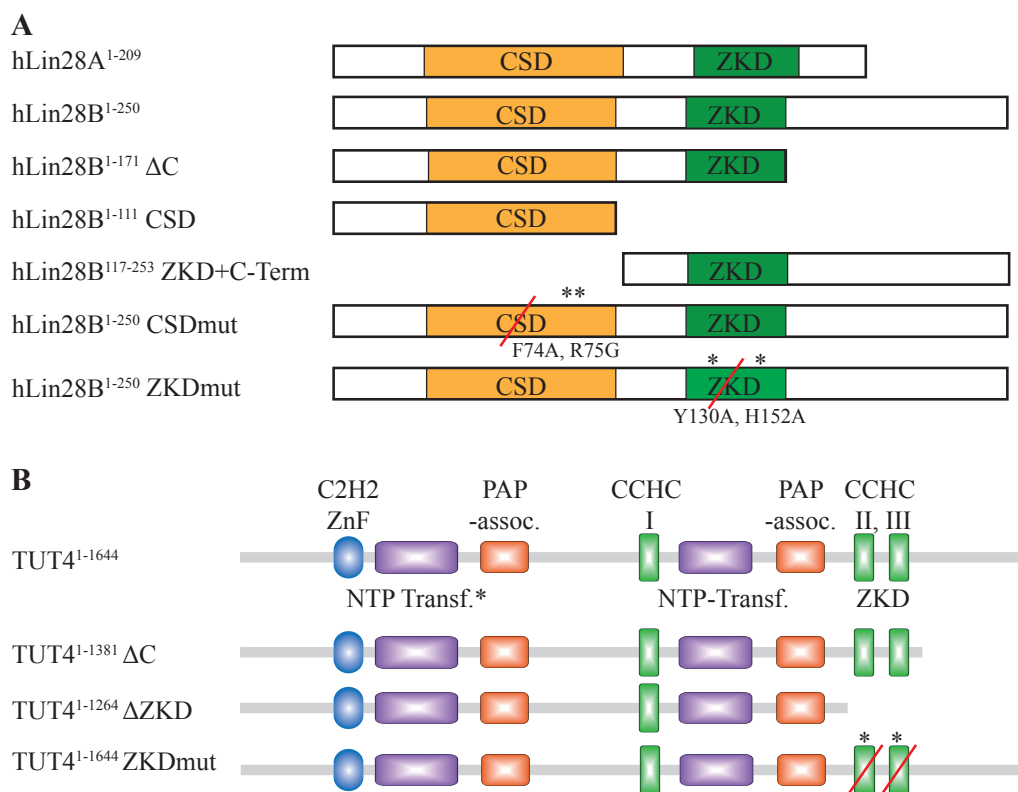 A
hLin28A¹⁻²⁰⁹ CSD ZKD
hLin28B¹⁻²⁵⁰ CSD ZKD
hLin28B¹⁻¹⁷¹ ΔC CSD ZKD
hLin28B¹⁻¹¹¹ CSD CSD
hLin28B¹¹⁷⁻²⁵³ ZKD+C-Term ZKD
**
hLin28B¹⁻²⁵⁰ CSDmut CSD ZKD
F74A, R75G
* *
hLin28B¹⁻²⁵⁰ ZKDmut CSD ZKD
Y130A, H152A
B
C2H2 PAP CCHC PAP CCHC
ZnF -assoc. I -assoc. II, III
TUT4¹⁻¹⁶⁴⁴
NTP Transf.* NTP-Transf. ZKD
TUT4¹⁻¹³⁸¹ ΔC
TUT4¹⁻¹²⁶⁴ ΔZKD
* *
TUT4¹⁻¹⁶⁴⁴ ZKDmut